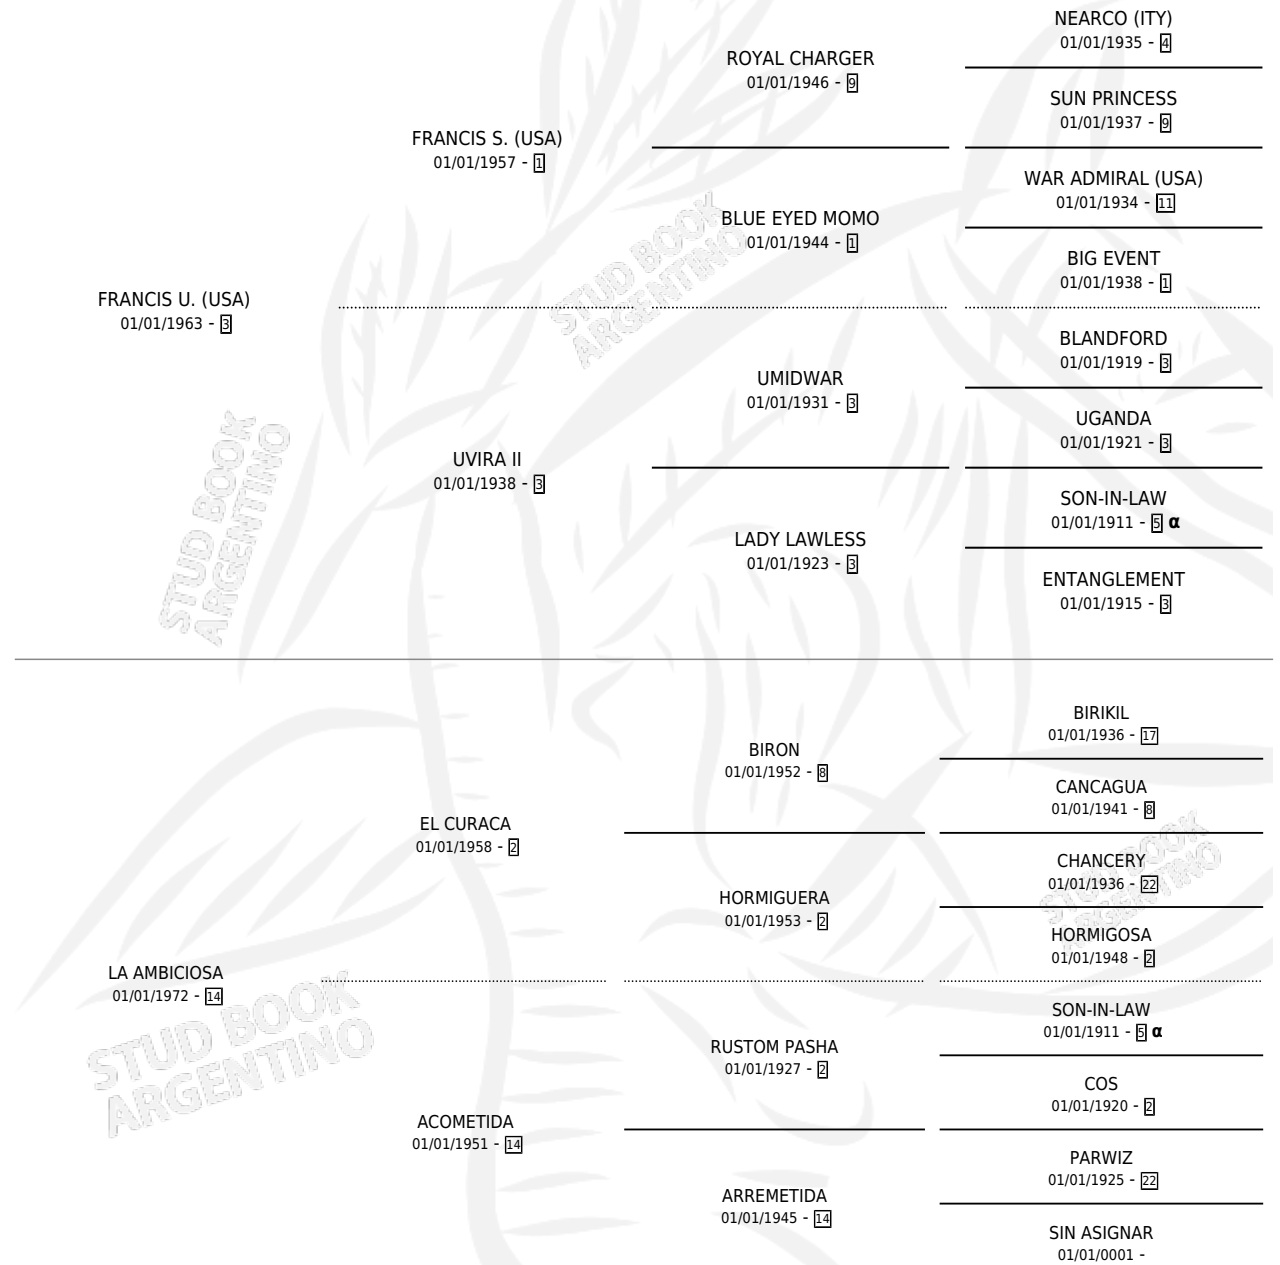 NEARCO (ITY)
01/01/1935 - 4
ROYAL CHARGER
01/01/1946 - 9
SUN PRINCESS
01/01/1937 - 9
FRANCIS S. (USA)
01/01/1957 - 1
WAR ADMIRAL (USA)
01/01/1934 - 11
BLUE EYED MOMO
01/01/1944 - 1
BIG EVENT
01/01/1938 - 1
STUD BOOK
ARGENTINO
FRANCIS U. (USA)
01/01/1963 - 3
BLANDFORD
01/01/1919 - 3
UMIDWAR
01/01/1931 - 3
UGANDA
01/01/1921 - 3
UVIRA II
01/01/1938 - 3
STUD BOOK
ARGENTINO
SON-IN-LAW
01/01/1911 - 5 α
LADY LAWLESS
01/01/1923 - 3
ENTANGLEMENT
01/01/1915 - 3
BIRIKIL
01/01/1936 - 17
BIRON
01/01/1952 - 8
CANCAGUA
01/01/1941 - 8
EL CURACA
01/01/1958 - 2
STUD BOOK
ARGENTINO
CHANCERY
01/01/1936 - 22
HORMIGUERA
01/01/1953 - 2
HORMIGOSA
01/01/1948 - 2
LA AMBICIOSA
01/01/1972 - 14
STUD BOOK
ARGENTINO
SON-IN-LAW
01/01/1911 - 5 α
RUSTOM PASHA
01/01/1927 - 2
COS
01/01/1920 - 2
ACOMETIDA
01/01/1951 - 14
PARWIZ
01/01/1925 - 22
ARREMETIDA
01/01/1945 - 14
SIN ASIGNAR
01/01/0001 -